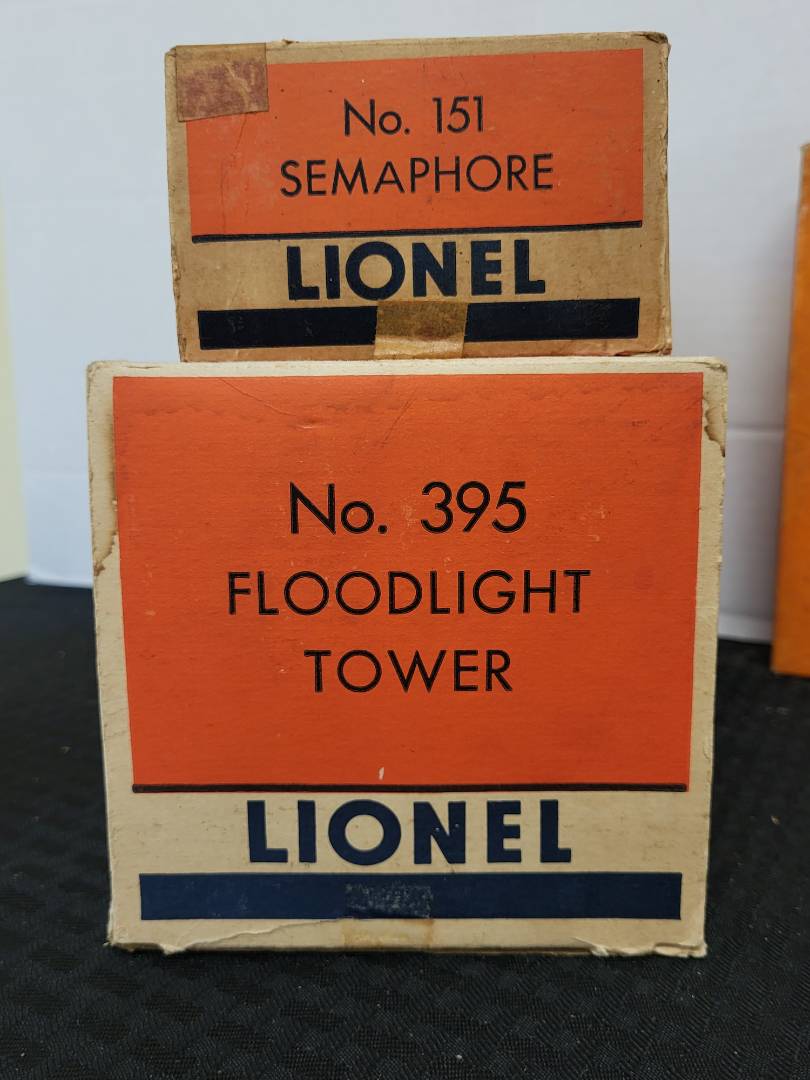 No. 151
SEMAPHORE
LIONEL
No. 395
FLOODLIGHT
TOWER
LIONEL